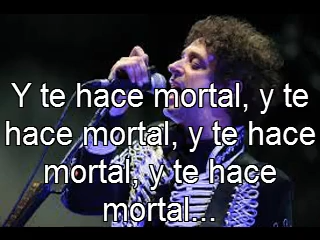 Y te hace mortal, y te
hace mortal, y te hace
mortal, y te hace
mortal...